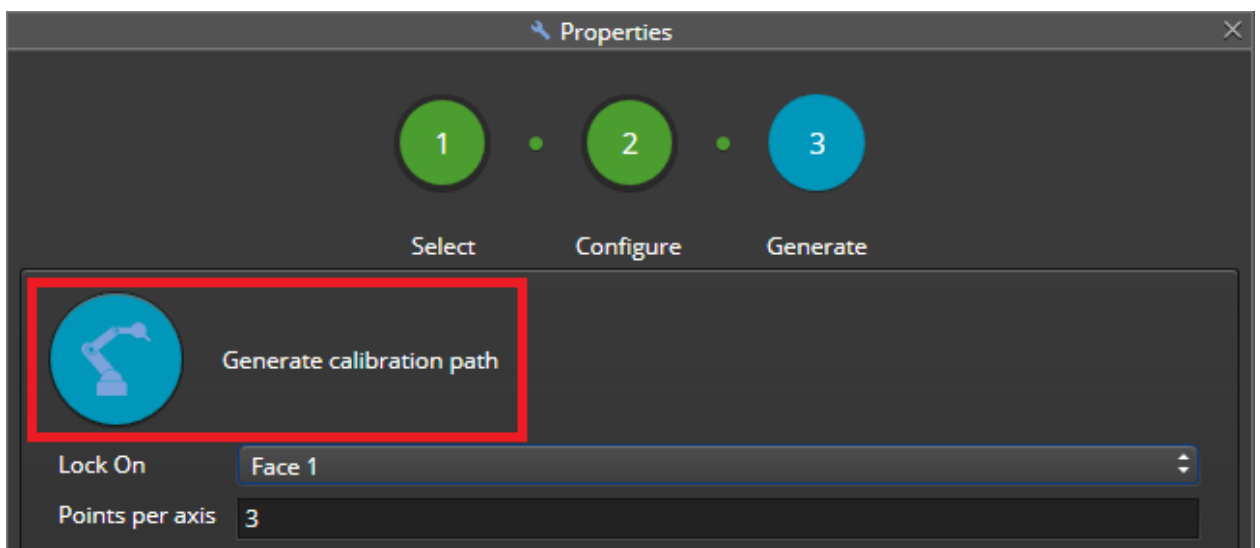 Properties
1 2 3
Select Configure Generate
Generate calibration path
Lock On Face 1
Points per axis 3